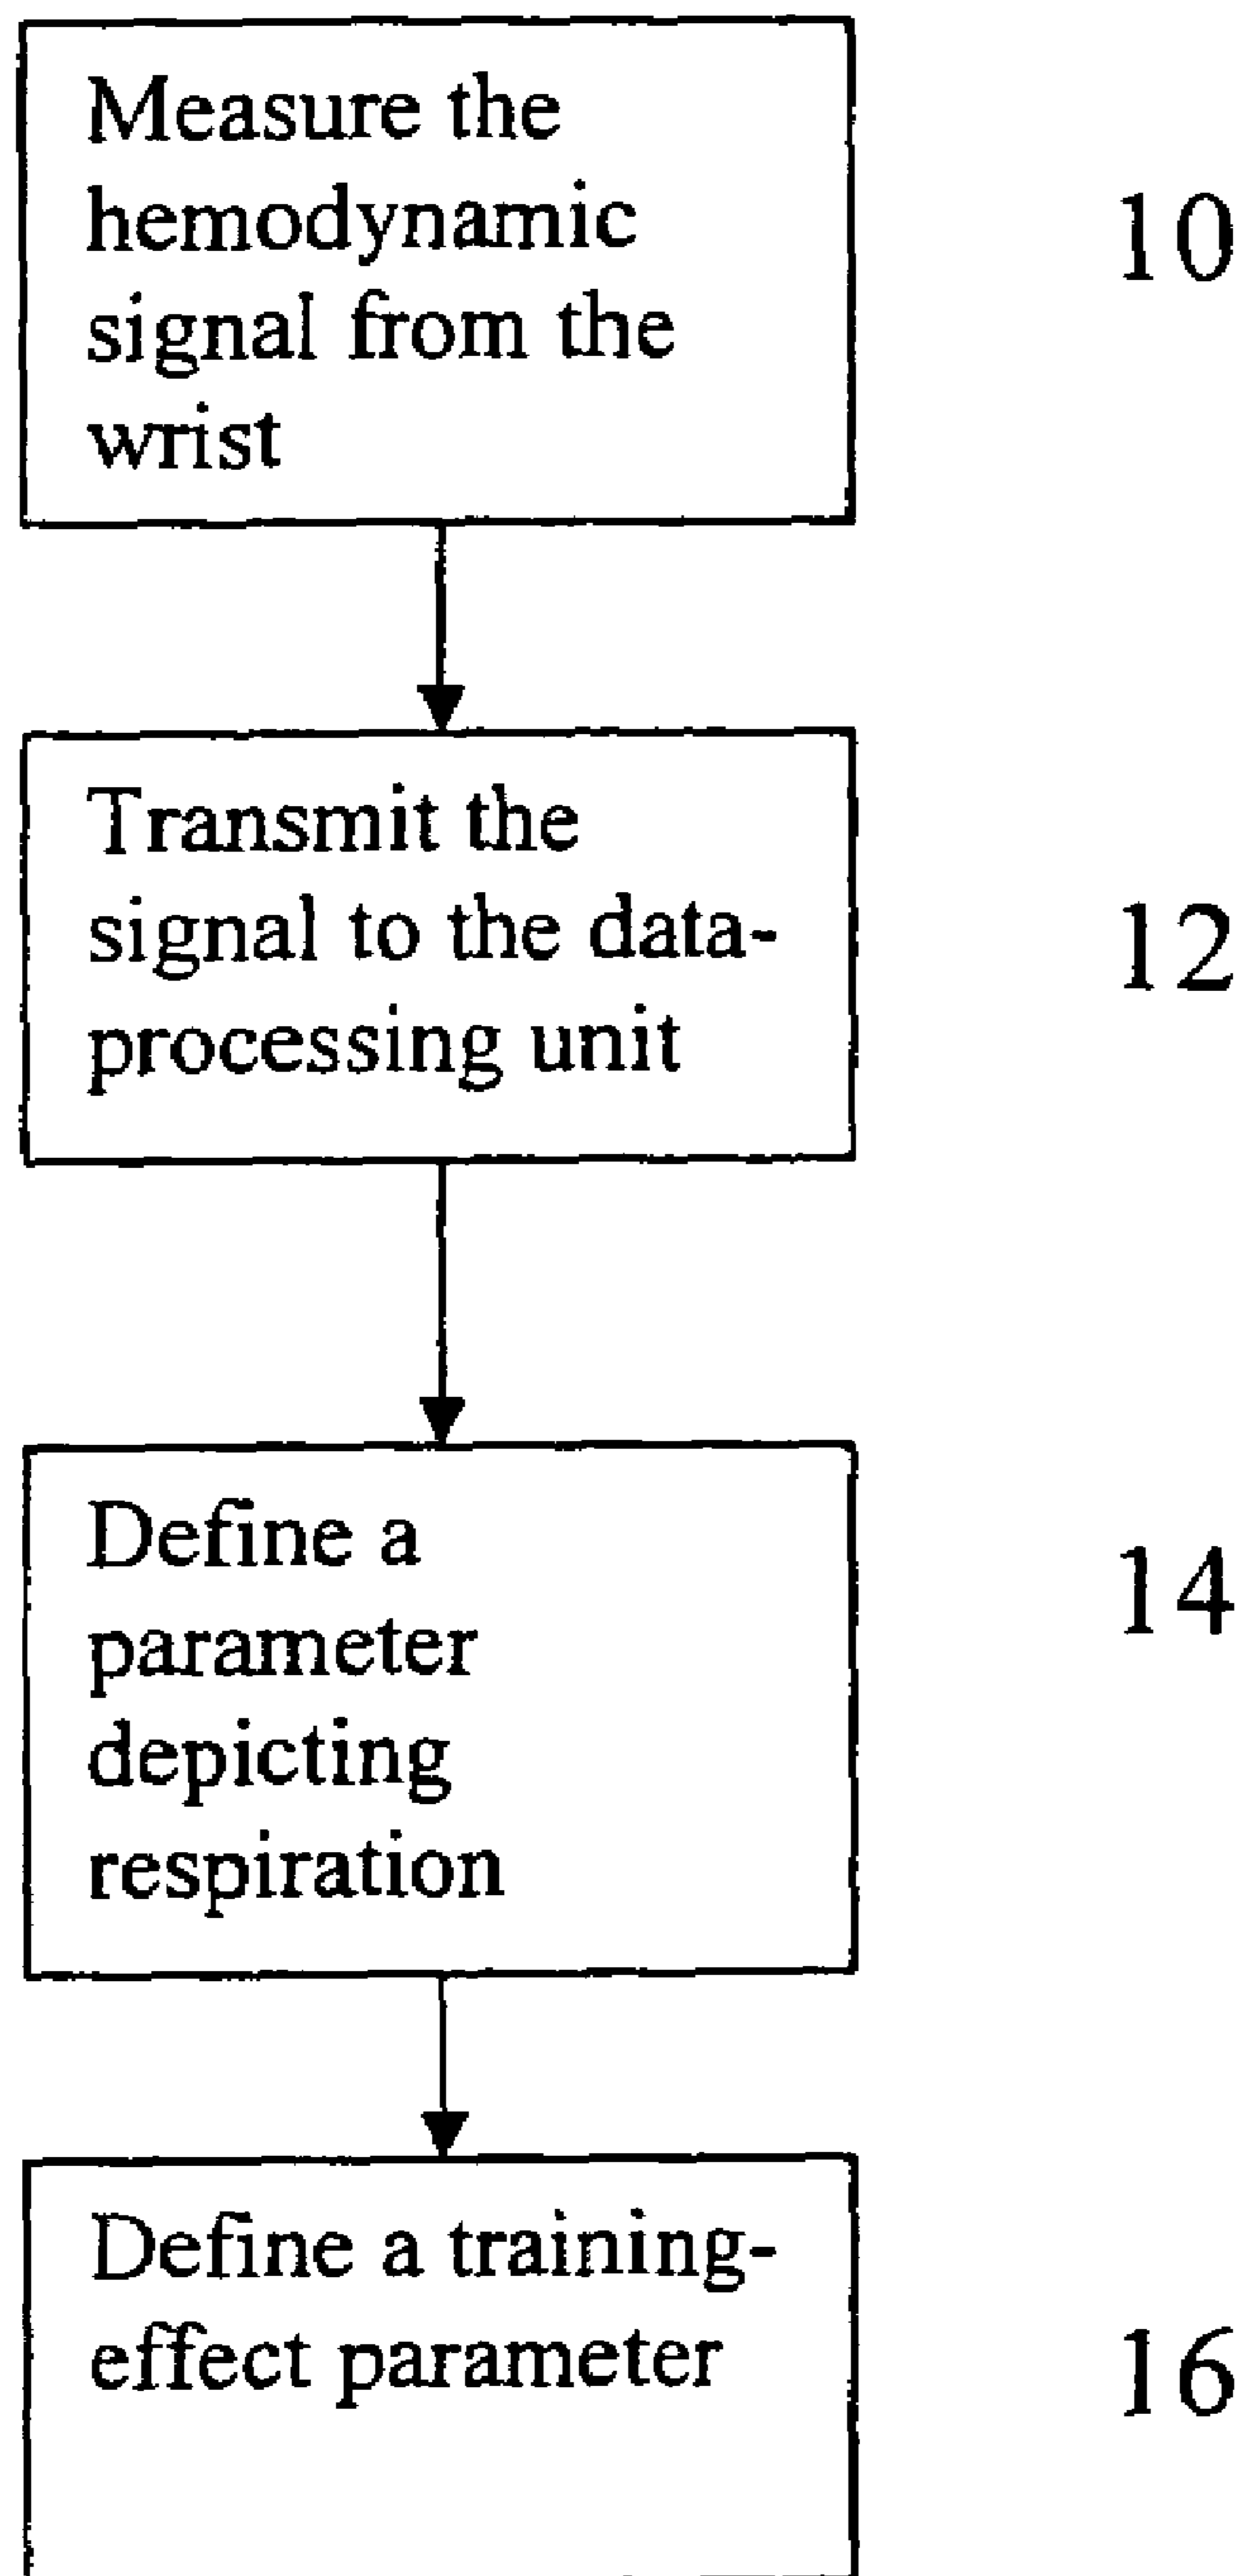 Measure the
hemodynamic
signal from the
wrist
10
Transmit the
signal to the data-
processing unit
12
Define a
parameter
depicting
respiration
14
Define a training-
effect parameter
16